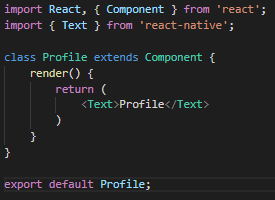 import React, { Component } from 'react';
import { Text } from 'react-native';

class Profile extends Component {
    render() {
        return (
            <Text>Profile</Text>
        )
    }
}

export default Profile;